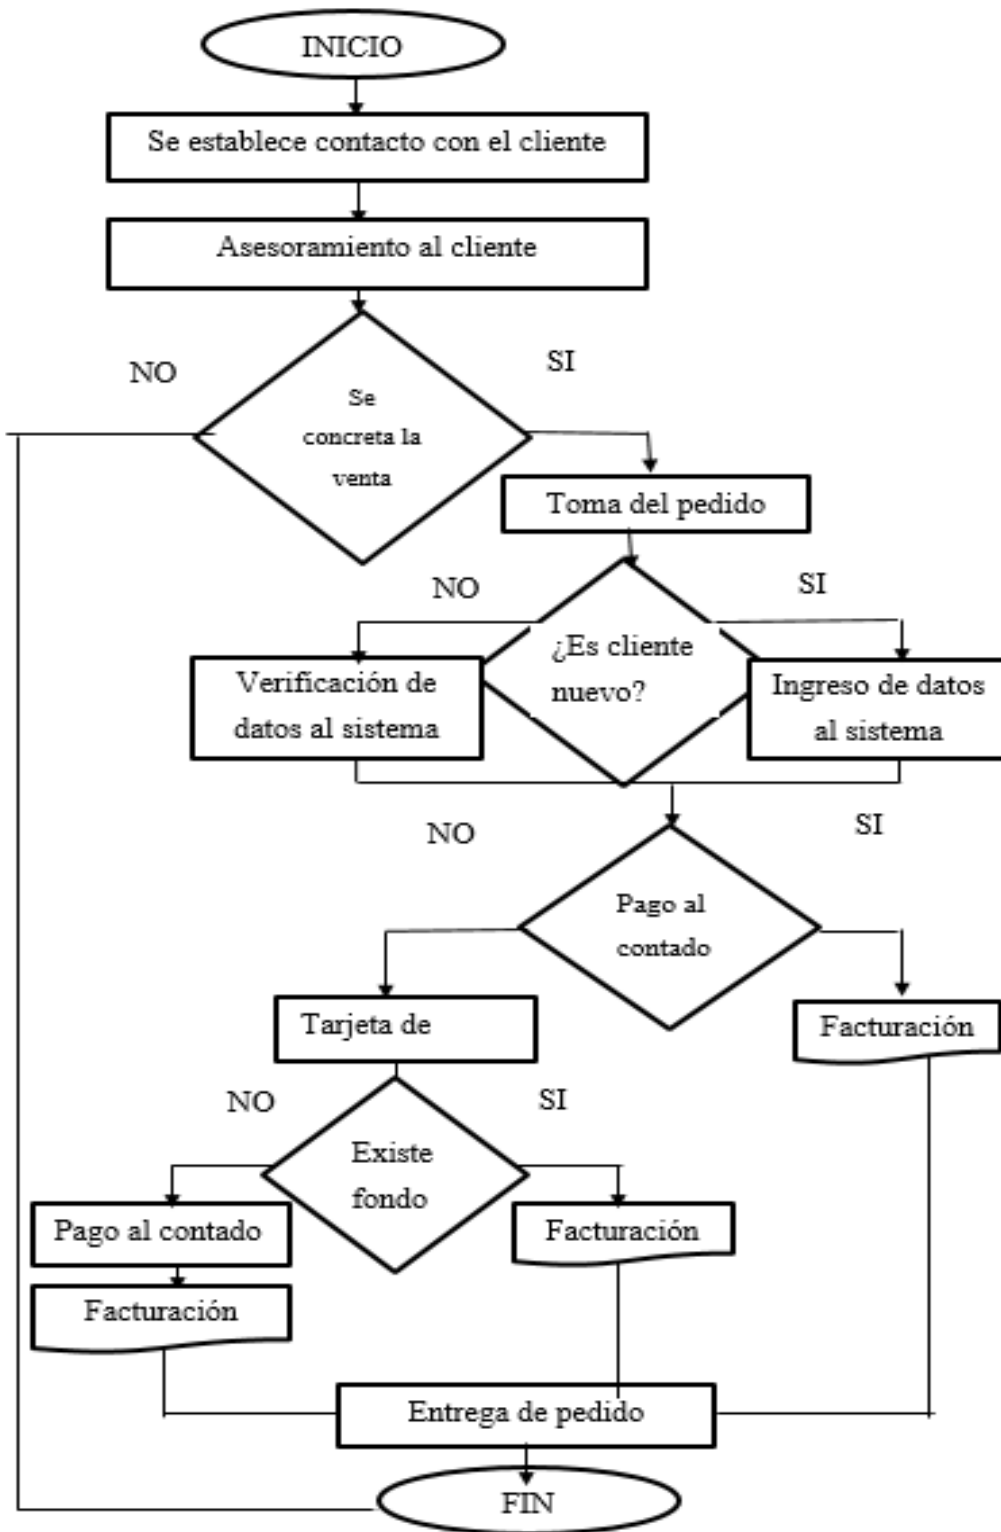 INICIO
Se establece contacto con el cliente
Asesoramiento al cliente
NO
SI
Se
concreta la
venta
Toma del pedido
NO
SI
¿Es cliente
nuevo?
Verificación de
datos al sistema
Ingreso de datos
al sistema
NO
SI
Pago al
contado
Tarjeta de
Facturación
NO
SI
Existe
fondo
Pago al contado
Facturación
Facturación
Entrega de pedido
FIN